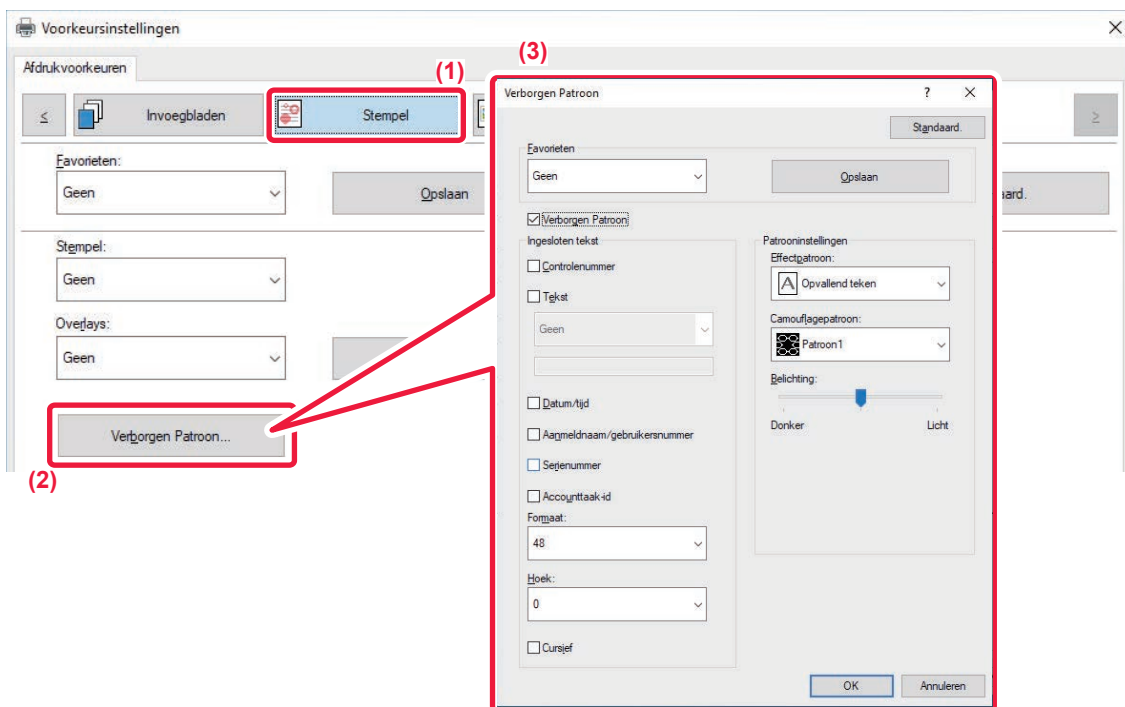 Voorkeursinstellingen
Afdrukvoorkeuren
(1)
(3)
<
Invoegbladen
Stempel
>
Favorieten:
Geen
Opslaan
aard.
Stempel:
Geen
Overlays:
Geen
Verborgen Patroon...
(2)
Verborgen Patroon
?
Standaard.
Favorieten
Geen
Opslaan
Verborgen Patroon
Ingesloten tekst
Controlenummer
Tekst
Geen
Datum/tijd
Aanmeldnaam/gebruikersnummer
Serienummer
Accounttaak-id
Formaat:
48
Hoek:
0
Cursief
Patrooninstellingen
Effectpatroon:
A Opvallend teken
Camouflagepatroon:
Patroon1
Belichting:
Donker Licht
OK Annuleren